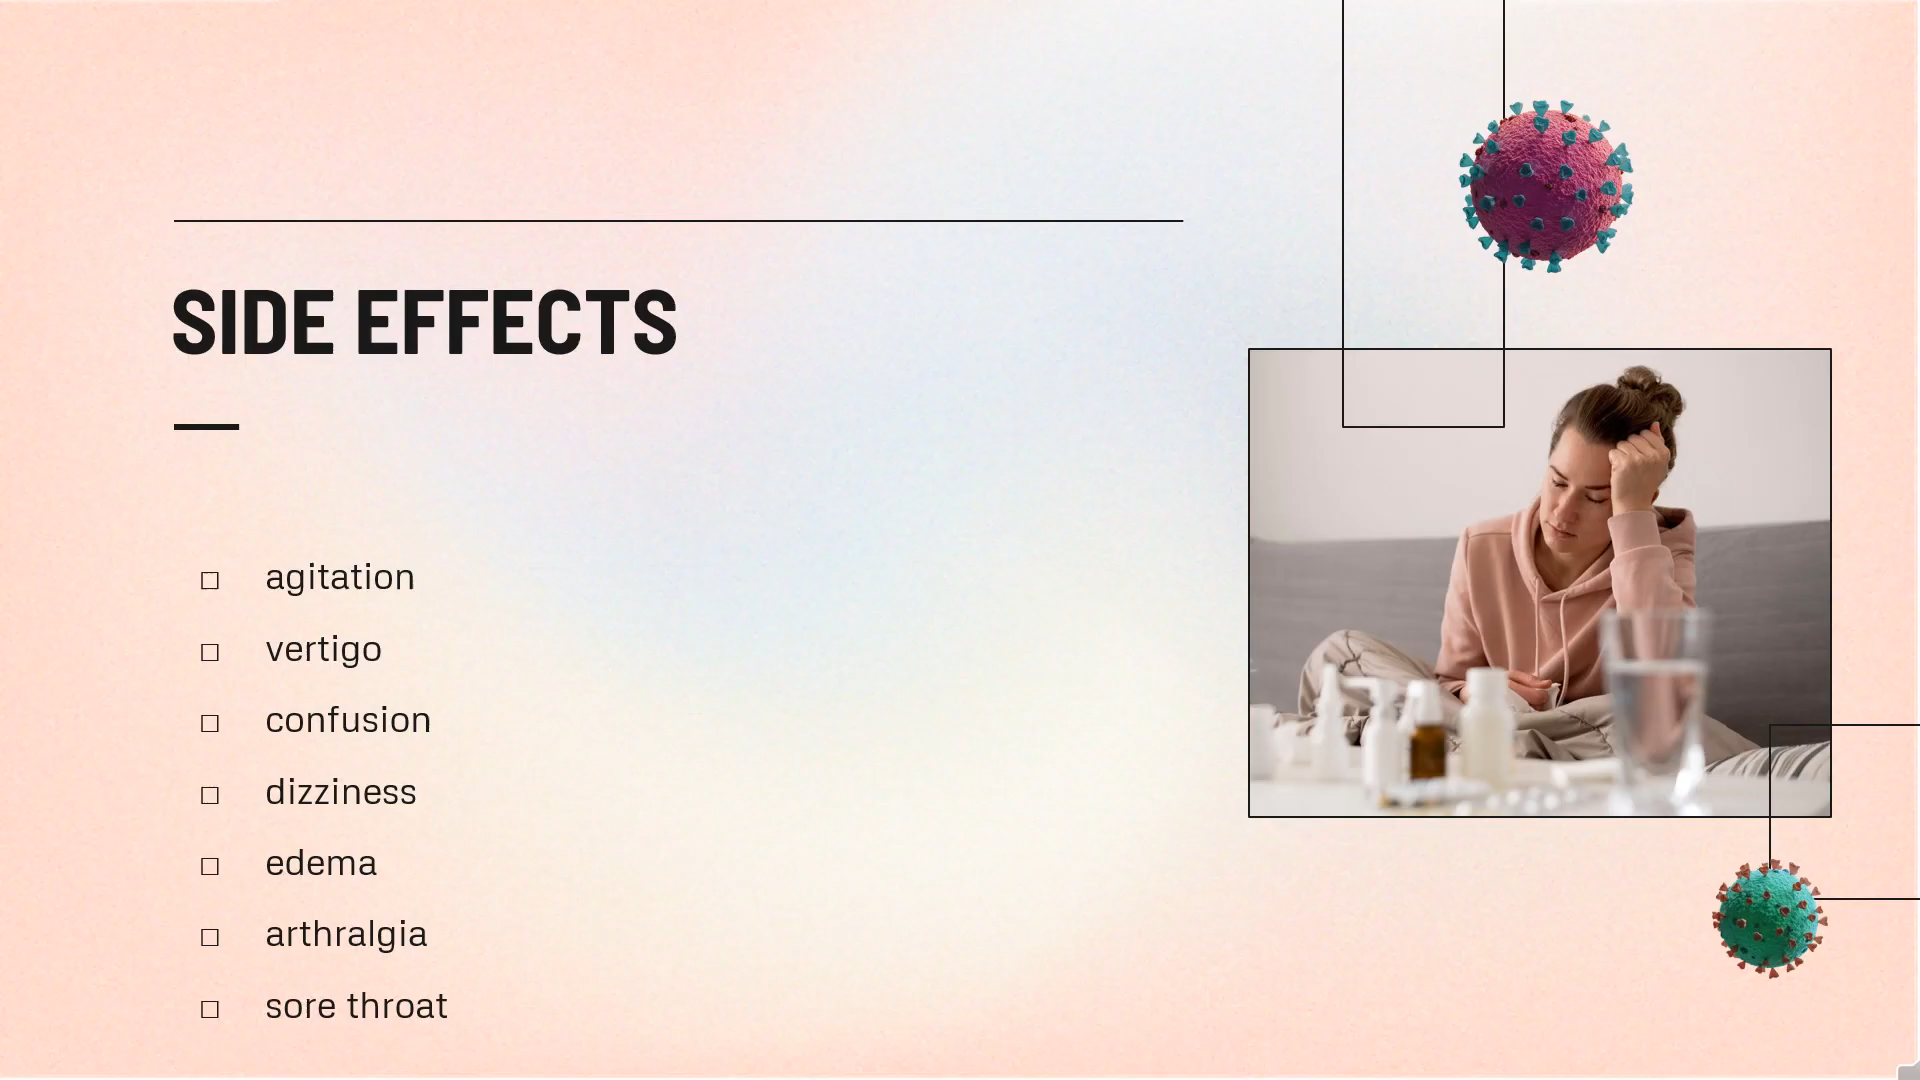 SIDE EFFECTS
agitation
vertigo
confusion
dizziness
edema
arthralgia
sore throat